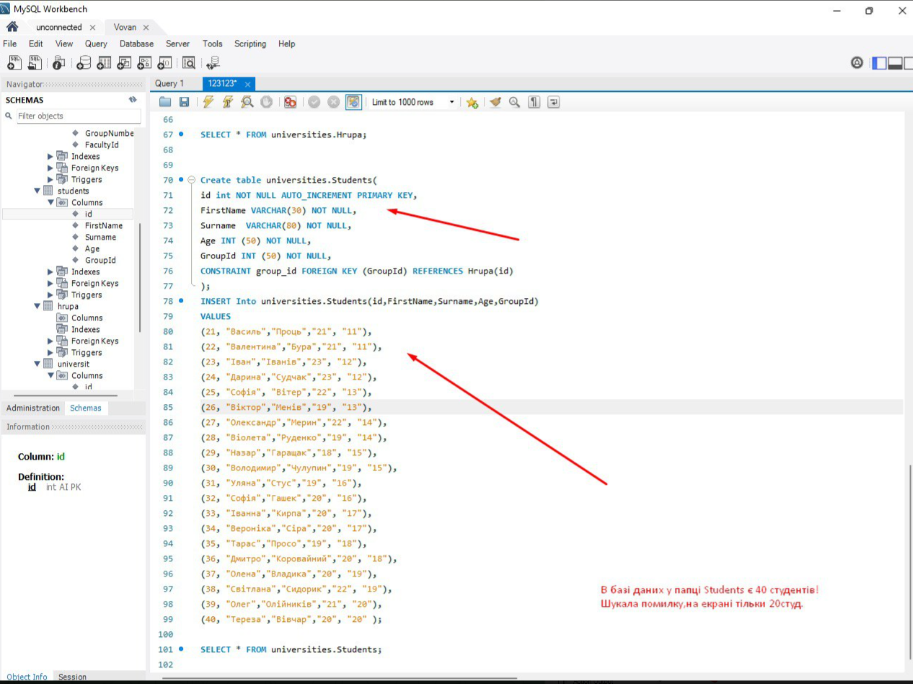 MySQL Workbench
unconnected
Vovan
File Edit View Query Database Server Tools Scripting Help
Navigator
SCHEMAS
Filter objects
GroupNumbe
FacultyId
Indexes
Foreign Keys
Triggers
students
Columns
id
FirstName
Surname
Age
GroupId
Indexes
Foreign Keys
Triggers
hrupa
Columns
Indexes
Foreign Keys
Triggers
universit
Columns
id
Administration Schemas
Information
Column: id
Definition:
id int AI PK
Object Info Session
Query 1
123123*
Limit to 1000 rows
66
67 SELECT * FROM universities.Hrupa;
68
69
70 Create table universities.Students(
71 id int NOT NULL AUTO_INCREMENT PRIMARY KEY,
72 FirstName VARCHAR(30) NOT NULL,
73 Surname VARCHAR(80) NOT NULL,
74 Age INT (50) NOT NULL,
75 GroupId INT (50) NOT NULL,
76 CONSTRAINT group_id FOREIGN KEY (GroupId) REFERENCES Hrupa(id)
77 );
78 INSERT Into universities.Students(id,FirstName,Surname,Age,GroupId)
79 VALUES
80 (21, "Василь","Проць","21", "11"),
81 (22, "Валентина","Бура","21", "11"),
82 (23, "Іван","Іванів","23", "12"),
83 (24, "Дарина","Судчак","23", "12"),
84 (25, "Софія", "Вітер","22", "13"),
85 (26, "Віктор","Менів","19", "13"),
86 (27, "Олександр","Мерин","22", "14"),
87 (28, "Віолета","Руденко","19", "14"),
88 (29, "Назар","Гаращак","18", "15"),
89 (30, "Володимир","Чулупин","19", "15"),
90 (31, "Уляна","Стус","19", "16"),
91 (32, "Софія","Гашек","20", "16"),
92 (33, "Іванна","Кирпа","20", "17"),
93 (34, "Вероніка","Сіра","20", "17"),
94 (35, "Тарас","Просо","19", "18"),
95 (36, "Дмитро","Коровайний","20", "18"),
96 (37, "Олена","Владика","20", "19"),
97 (38, "Світлана","Сидорик","22", "19"),
98 (39, "Олег","Олійників","21", "20"),
99 (40, "Тереза","Вівчар","20", "20" );
100
101 SELECT * FROM universities.Students;
102
В базі даних у папці Students є 40 студентів!
Шукала помилку,на екрані тільки 20студ.